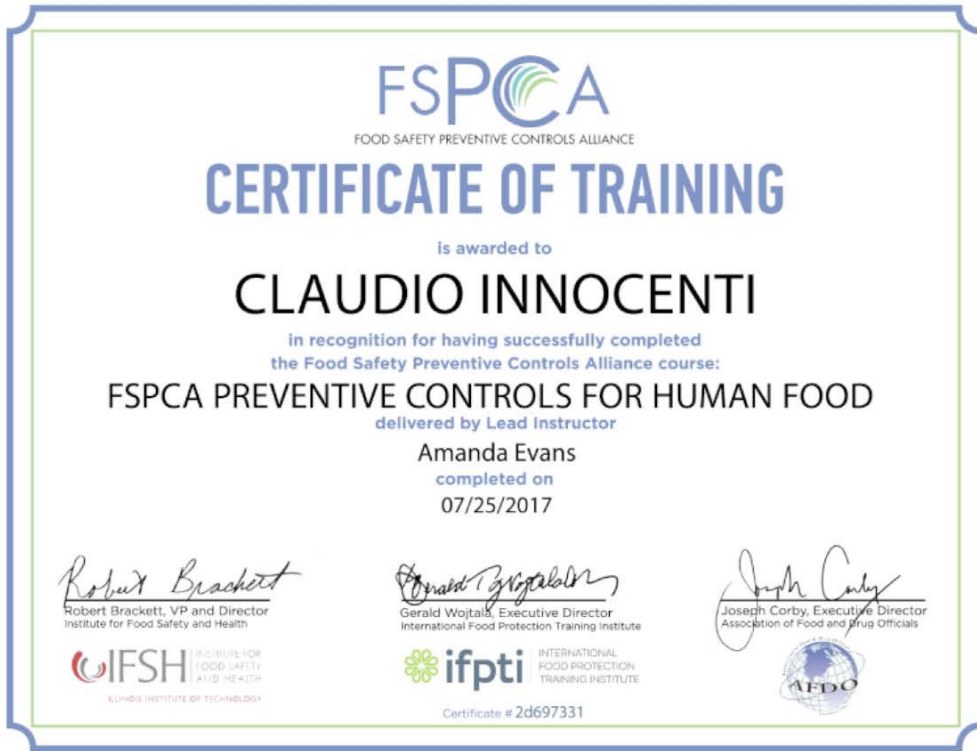 FSPCA
FOOD SAFETY PREVENTIVE CONTROLS ALLIANCE
CERTIFICATE OF TRAINING
is awarded to
CLAUDIO INNOCENTI
in recognition for having successfully completed
the Food Safety Preventive Controls Alliance course:
FSPCA PREVENTIVE CONTROLS FOR HUMAN FOOD
delivered by Lead Instructor
Amanda Evans
completed on
07/25/2017
Robert Brackett
Robert Brackett, VP and Director
Institute for Food Safety and Health
IFSH
INSTITUTE FOR
FOOD SAFETY
AND HEALTH
ILLINOIS INSTITUTE OF TECHNOLOGY
Gerald Wojtala, Executive Director
International Food Protection Training Institute
ifpti
INTERNATIONAL
FOOD PROTECTION
TRAINING INSTITUTE
Certificate # 2d697331
Joseph Corby
Joseph Corby, Executive Director
Association of Food and Drug Officials
AFDO